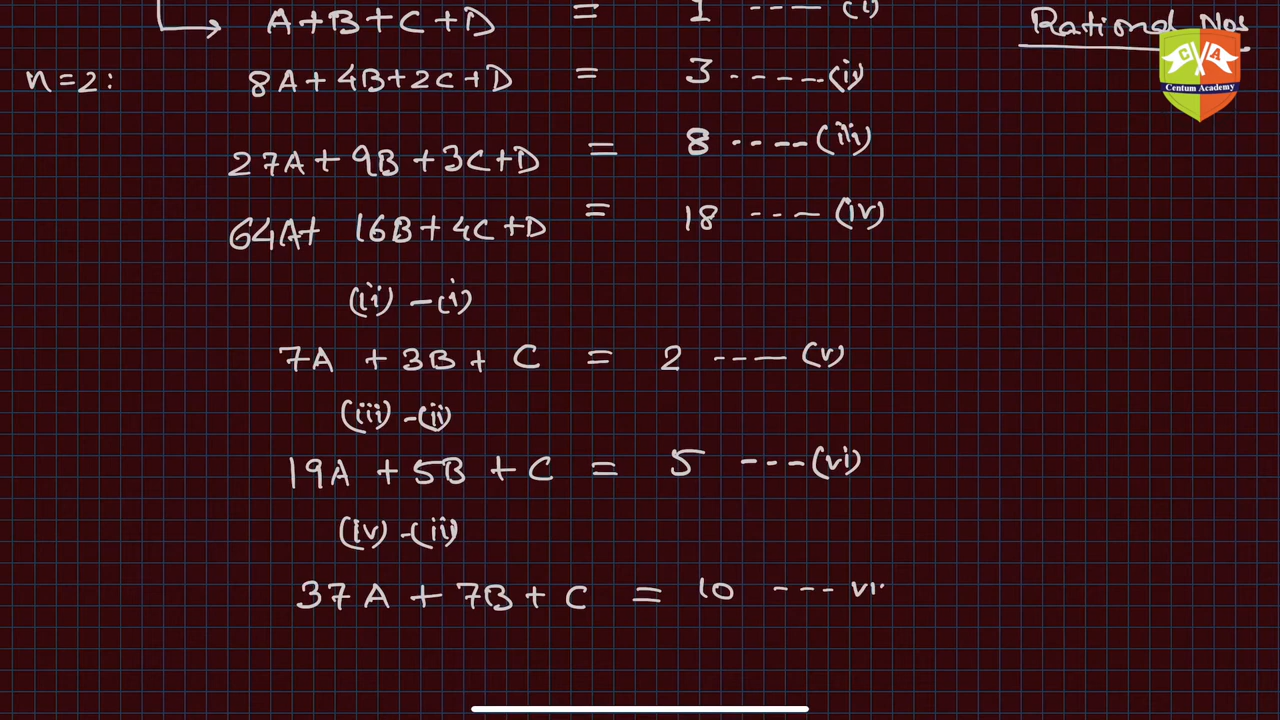 A+B+C+D = 1 ---- (i)
Rational Nos
C A
Centum Academy
n=2: 8A+4B+2C+D = 3 -----(ii)
27A+9B+3C+D = 8 ----(iii)
64A+ 16B+4C+D = 18 ---- (iv)
(ii) -(i)
7A + 3B + C = 2 ---- (v)
(iii) -(ii)
19A + 5B + C = 5 ---(vi)
(iv) -(iii)
37A + 7B + C = 10 --- vi